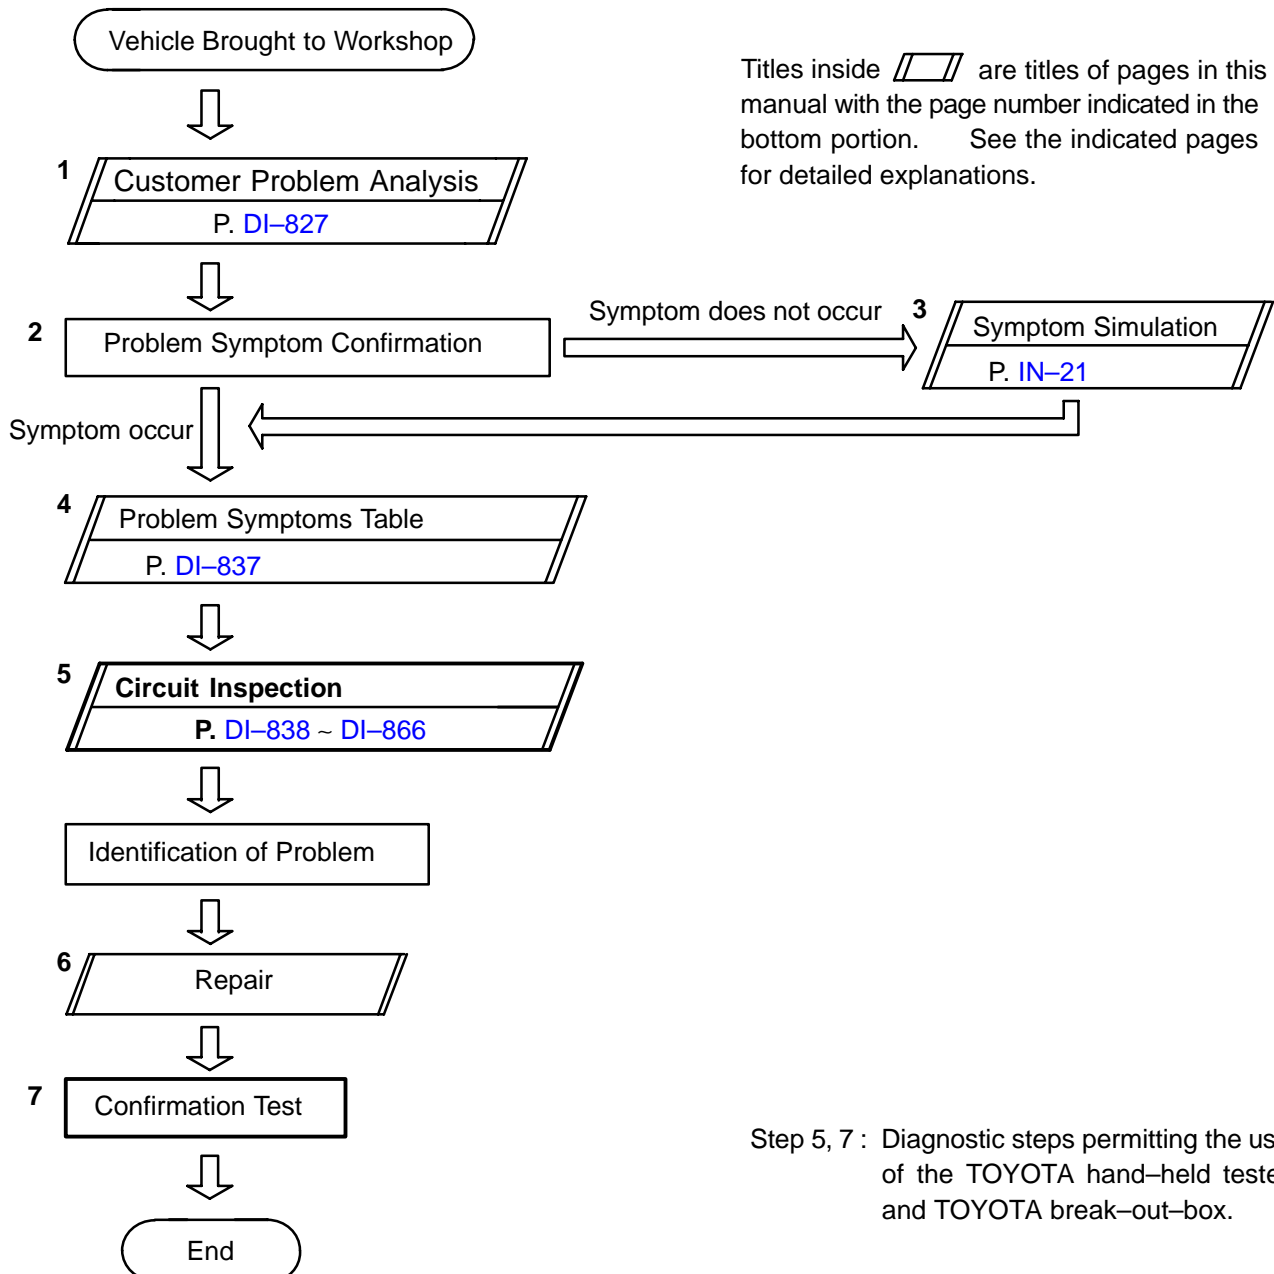 Vehicle Brought to Workshop
Titles inside are titles of pages in this
manual with the page number indicated in the
bottom portion. See the indicated pages
for detailed explanations.
1
Customer Problem Analysis
P. DI–827
2
Problem Symptom Confirmation
Symptom does not occur
3
Symptom Simulation
P. IN–21
Symptom occur
4
Problem Symptoms Table
P. DI–837
5
Circuit Inspection
P. DI–838 ~ DI–866
Identification of Problem
6
Repair
7
Confirmation Test
Step 5, 7 : Diagnostic steps permitting the us
of the TOYOTA hand–held teste
and TOYOTA break–out–box.
End